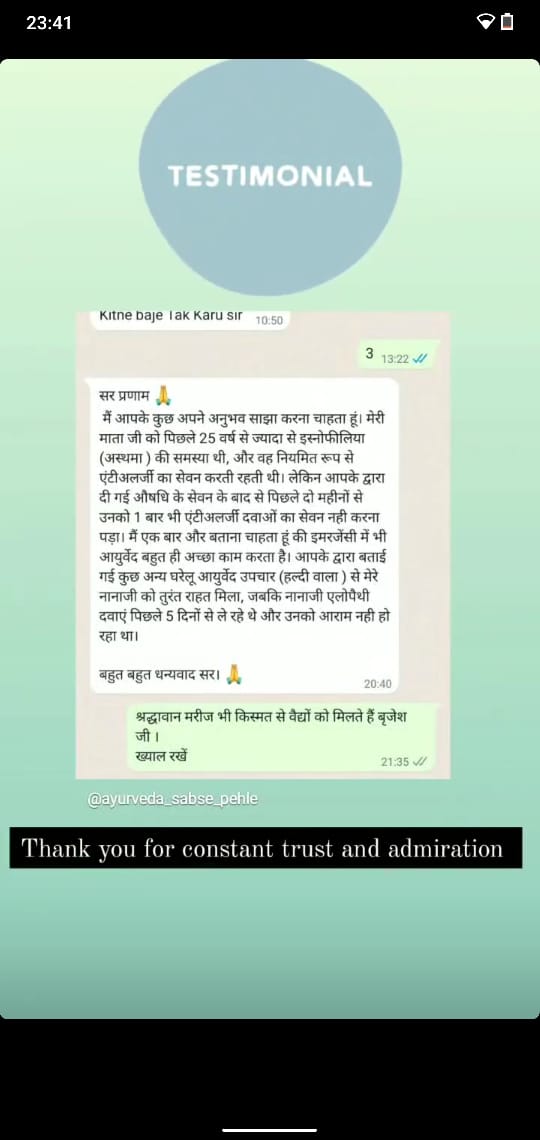 23:41
TESTIMONIAL
Kitne baje Tak Karu sir 10:50
3 13:22
सर प्रणाम 🙏
मैं आपके कुछ अपने अनुभव साझा करना चाहता हूं। मेरी
माता जी को पिछले 25 वर्ष से ज्यादा से इस्नोफीलिया
(अस्थमा ) की समस्या थी, और वह नियमित रूप से
एंटीअलर्जी का सेवन करती रहती थी। लेकिन आपके द्वारा
दी गई औषधि के सेवन के बाद से पिछले दो महीनों से
उनको 1 बार भी एंटीअलर्जी दवाओं का सेवन नही करना
पड़ा। मैं एक बार और बताना चाहता हूं की इमरजेंसी में भी
आयुर्वेद बहुत ही अच्छा काम करता है। आपके द्वारा बताई
गई कुछ अन्य घरेलू आयुर्वेद उपचार (हल्दी वाला ) से मेरे
नानाजी को तुरंत राहत मिला, जबकि नानाजी एलोपैथी
दवाएं पिछले 5 दिनों से ले रहे थे और उनको आराम नही हो
रहा था।
बहुत बहुत धन्यवाद सर। 🙏
20:40
श्रद्धावान मरीज भी किस्मत से वैद्यों को मिलते हैं बृजेश
जी ।
ख्याल रखें
21:35
@ayurveda_sabse_pehle
Thank you for constant trust and admiration